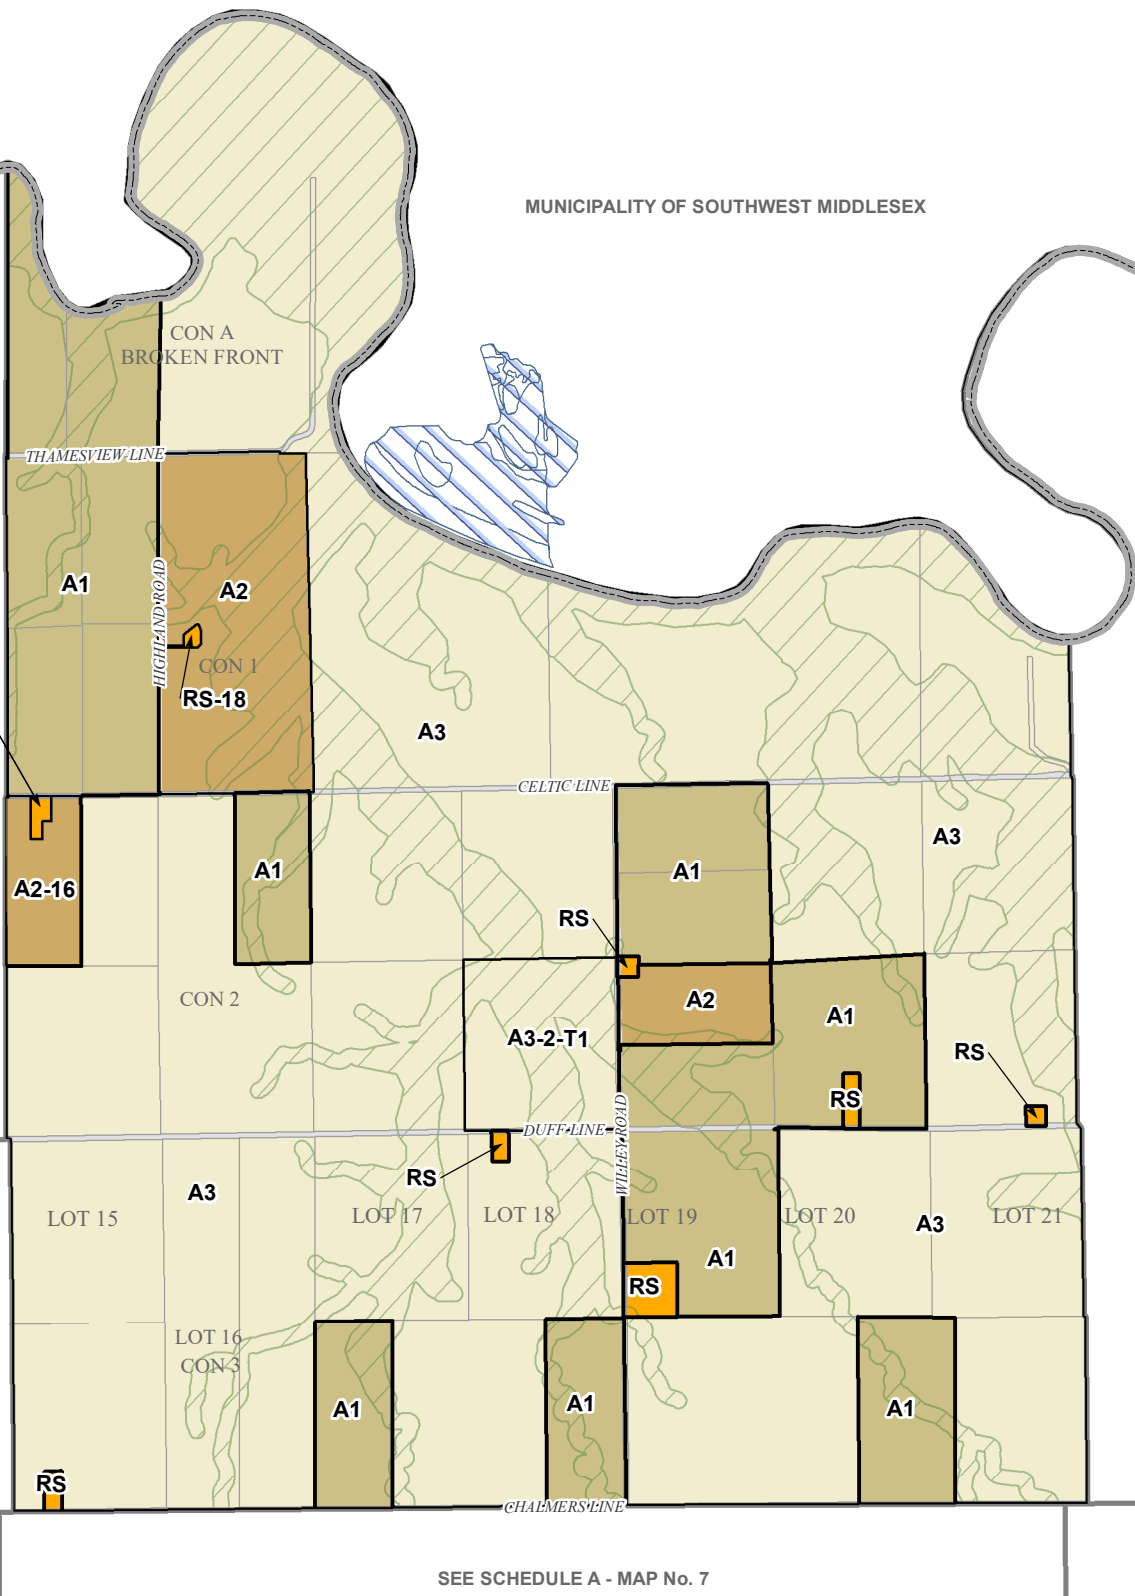 MUNICIPALITY OF SOUTHWEST MIDDLESEX
CON A
BROKEN FRONT
THAMESVIEW LINE
A1
HIGHLAND ROAD
A2
CON 1
RS-18
A3
CELTIC LINE
A3
A2-16
A1
A1
RS
CON 2
A2
A1
A3-2-T1
RS
RS
WILLEY ROAD
DUFF LINE
RS
A3
LOT 15
LOT 17
LOT 18
LOT 19
LOT 20
A3
LOT 21
A1
RS
LOT 16
CON 3
A1
A1
A1
RS
CHALMERS LINE
SEE SCHEDULE A - MAP No. 7